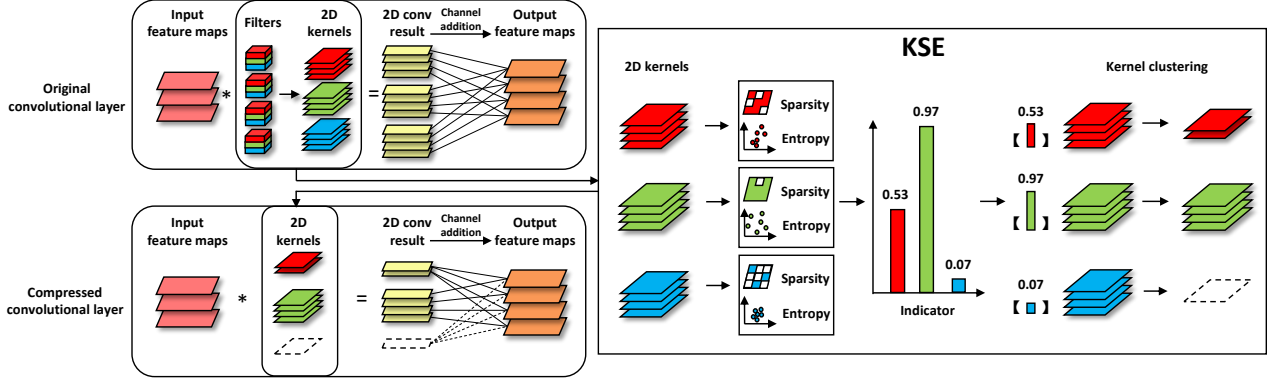 Input
feature maps
Filters
2D
kernels
2D conv
result
Channel
addition
Output
feature maps
Original
convolutional layer
*
=
Input
feature maps
2D
kernels
2D conv
result
Channel
addition
Output
feature maps
Compressed
convolutional layer
*
=
KSE
2D kernels
Kernel clustering
Sparsity
Entropy
Sparsity
Entropy
Sparsity
Entropy
0.97
0.53
0.07
Indicator
0.53
【 】
0.97
【 】
0.07
【 】